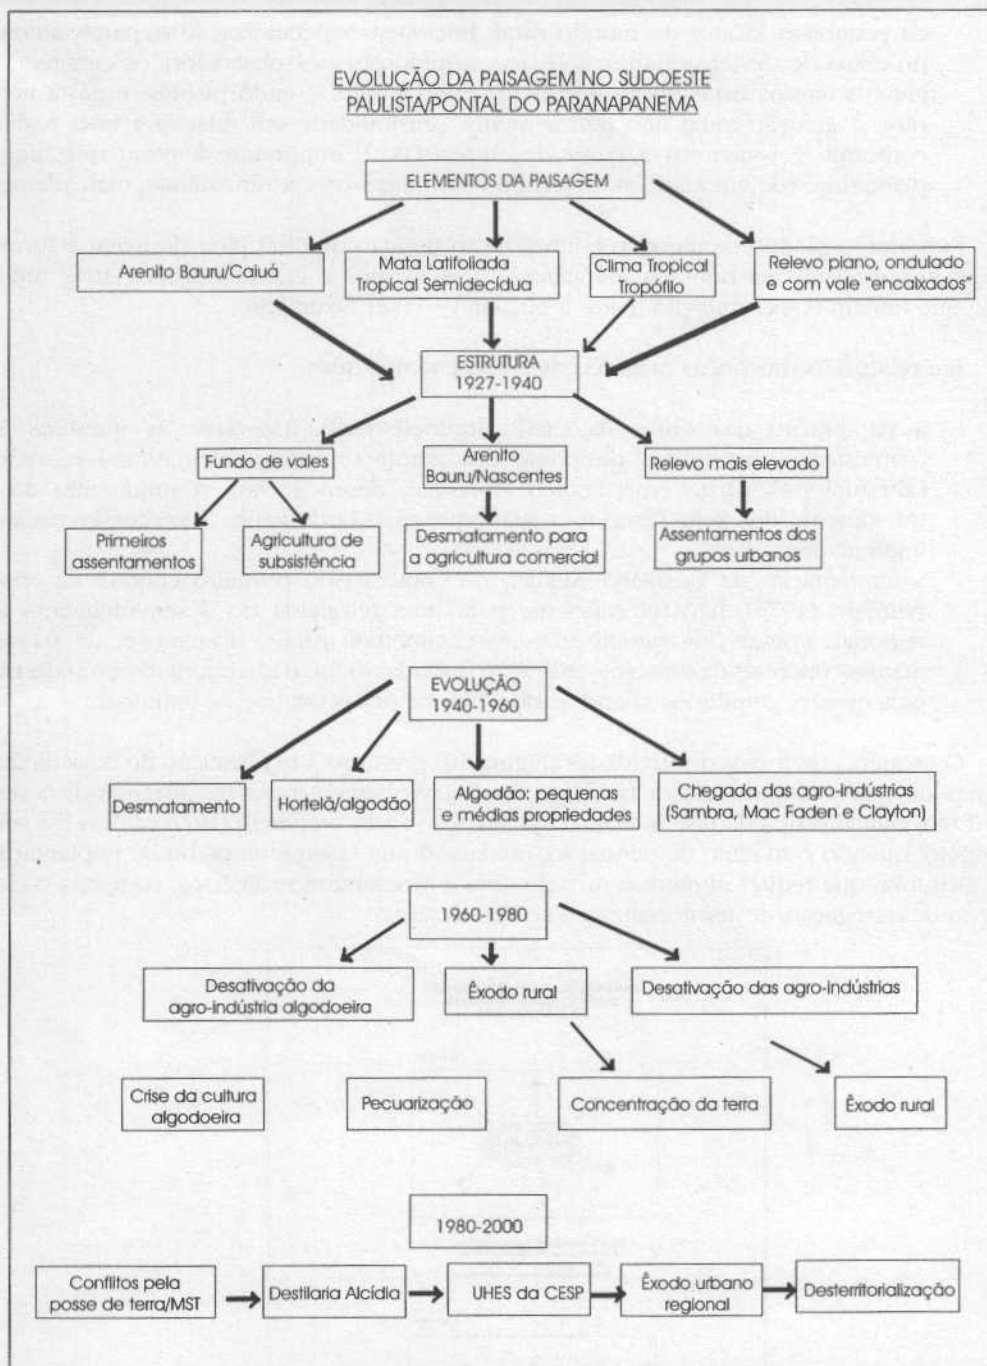 EVOLUÇÃO DA PAISAGEM NO SUDOESTE
PAULISTA/PONTAL DO PARANAPANEMA
ELEMENTOS DA PAISAGEM
Arenito Bauru/Caiuá
Mata Latifoliada
Tropical Semidecídua
Clima Tropical
Tropófilo
Relevo plano, ondulado
e com vale "encaixados"
ESTRUTURA
1927-1940
Fundo de vales
Arenito
Bauru/Nascentes
Relevo mais elevado
Primeiros
assentamentos
Agricultura de
subsistência
Desmatamento para
a agricultura comercial
Assentamentos dos
grupos urbanos
EVOLUÇÃO
1940-1960
Desmatamento
Hortelã/algodão
Algodão: pequenas
e médias propriedades
Chegada das agro-indústrias
(Sambra, Mac Faden e Clayton)
1960-1980
Desativação da
agro-indústria algodoeira
Êxodo rural
Desativação das agro-indústrias
Crise da cultura
algodoeira
Pecuarização
Concentração da terra
Êxodo rural
1980-2000
Conflitos pela
posse de terra/MST
Destilaria Alcídia
UHES da CESP
Êxodo urbano
regional
Desterritorialização